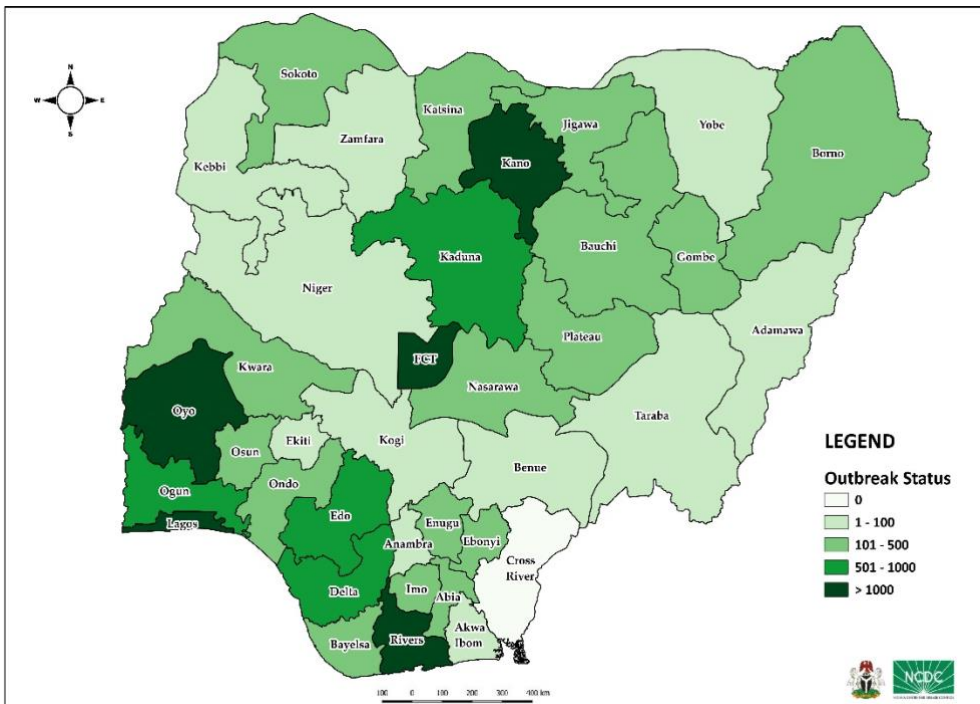 N
W
E
S
Sokoto
Katsina
Jigawa
Yobe
Borno
Kebbi
Zamfara
Kano
Kaduna
Bauchi
Gombe
Niger
Adamawa
Plateau
FCT
Kwara
Nasarawa
Taraba
Oyo
Ekiti
Kogi
Benue
Osun
Ondo
Ogun
Edo
Enugu
Ebonyi
Lagos
Anambra
Cross
River
Delta
Imo
Abia
Akwa
Ibom
Bayelsa
Rivers
LEGEND
Outbreak Status
0
1 - 100
101 - 500
501 - 1000
> 1000
100 0 100 200 300 400 km
NCDC